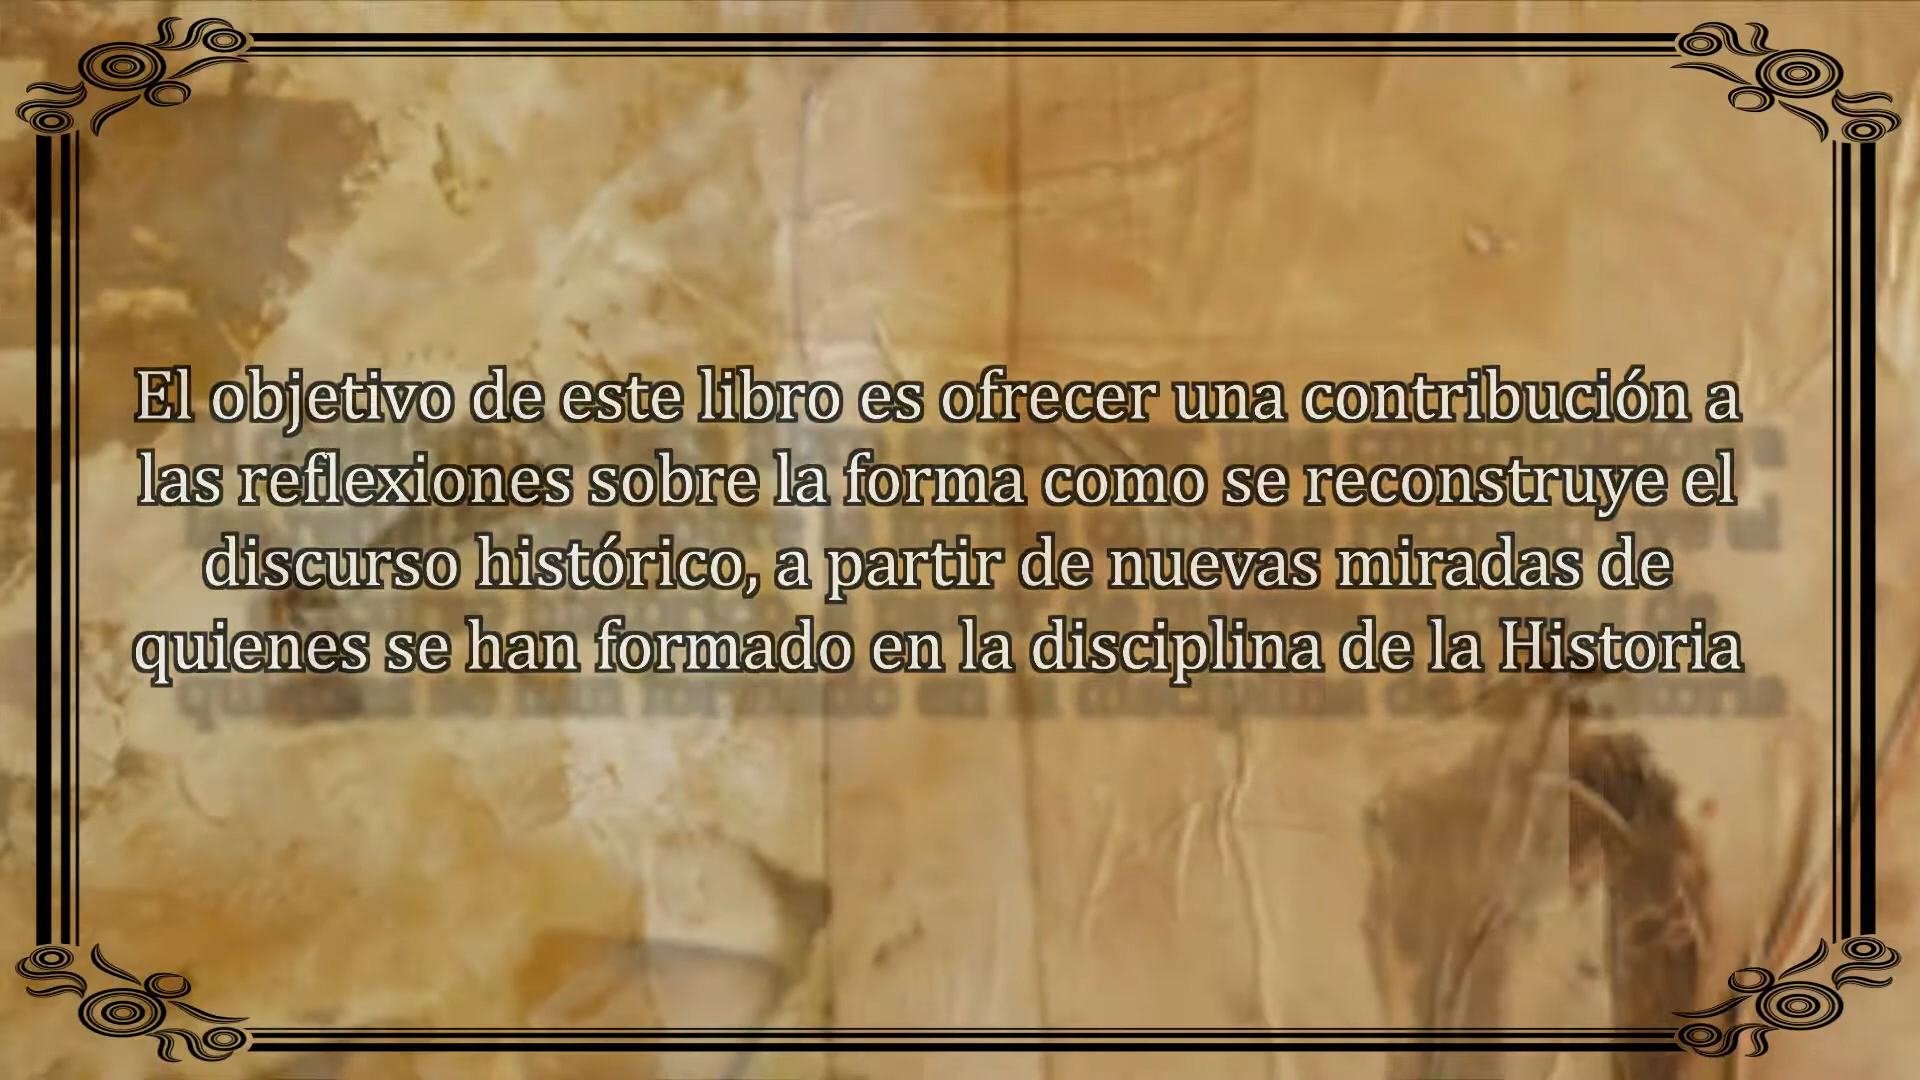 El objetivo de este libro es ofrecer una contribución a
las reflexiones sobre la forma como se reconstruye el
discurso histórico, a partir de nuevas miradas de
quienes se han formado en la disciplina de la Historia